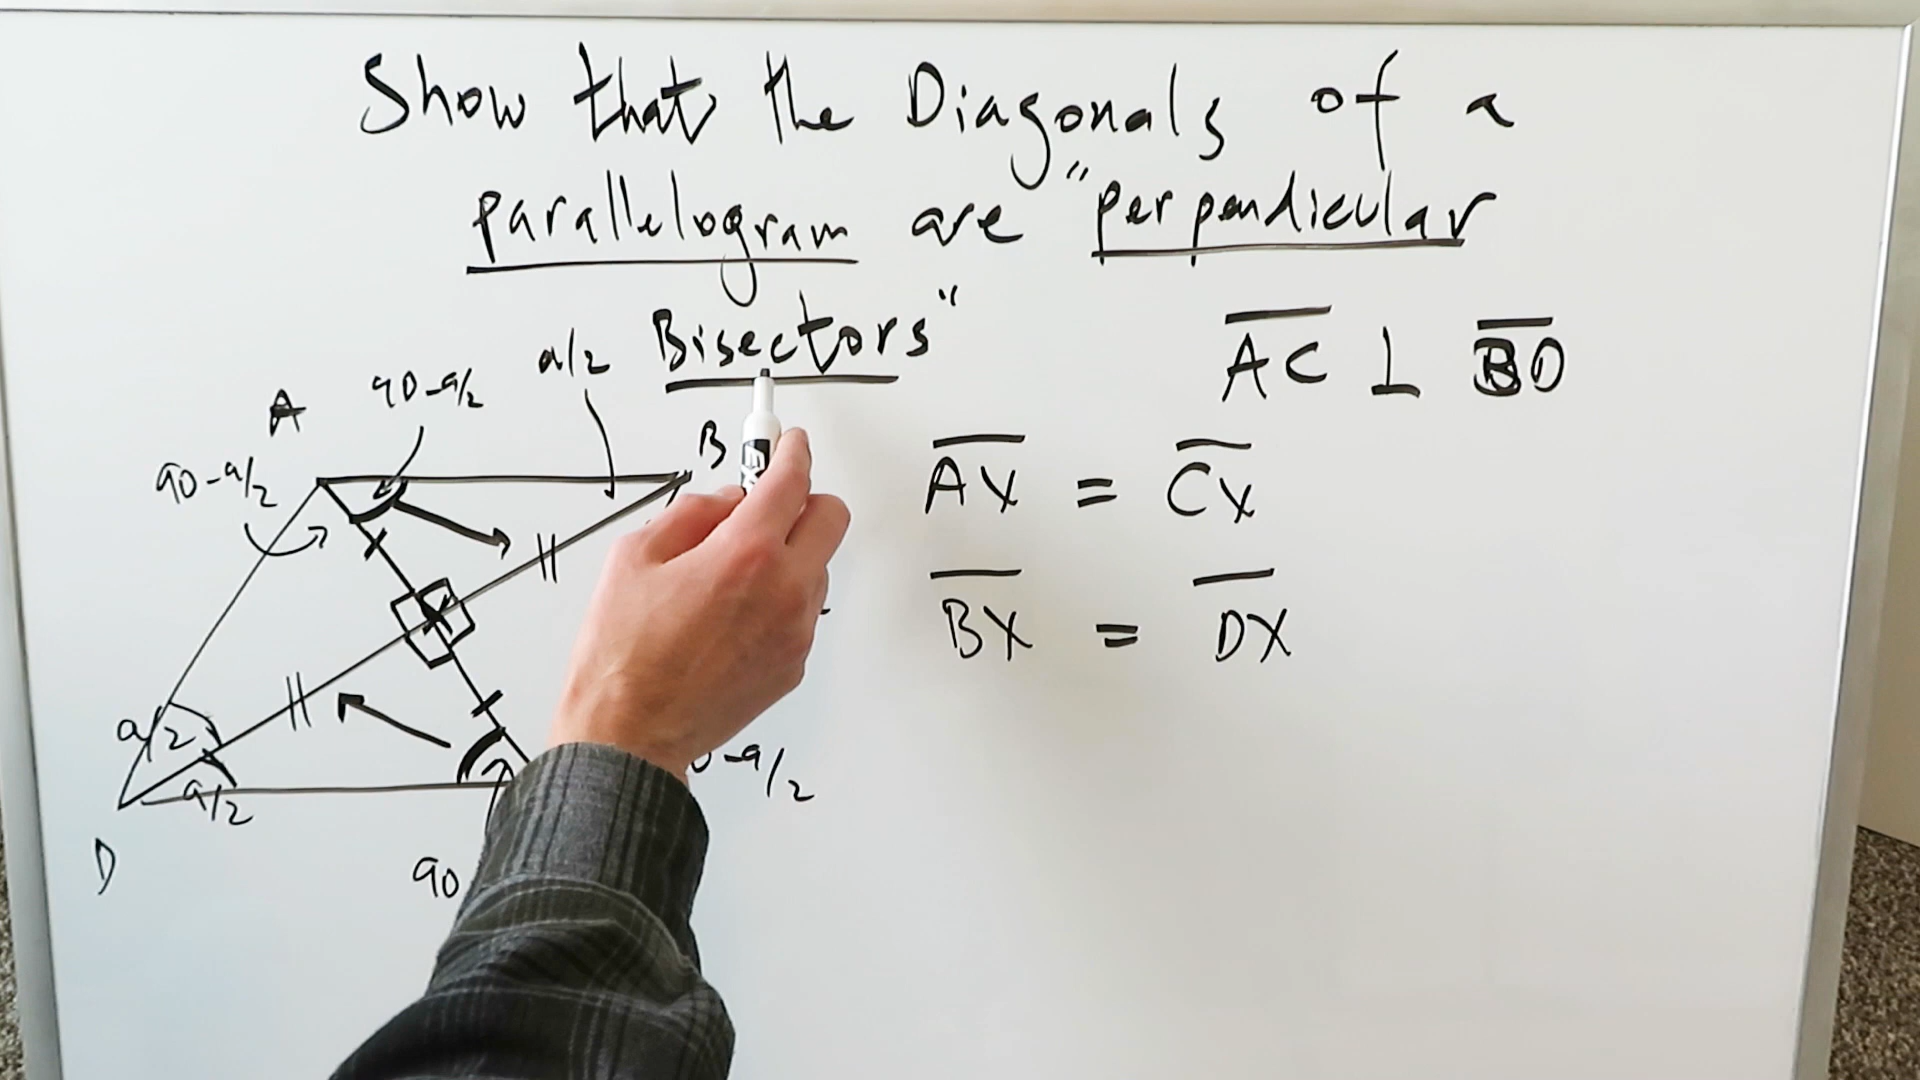 Show that the Diagonals of a
parallelogram are "perpendicular
Bisectors"
AC ⊥ BD
AX = CX
BX = DX
A
90-a/2
a/2
B
90-a/2
X
a/2
a/2
-a/2
D
90